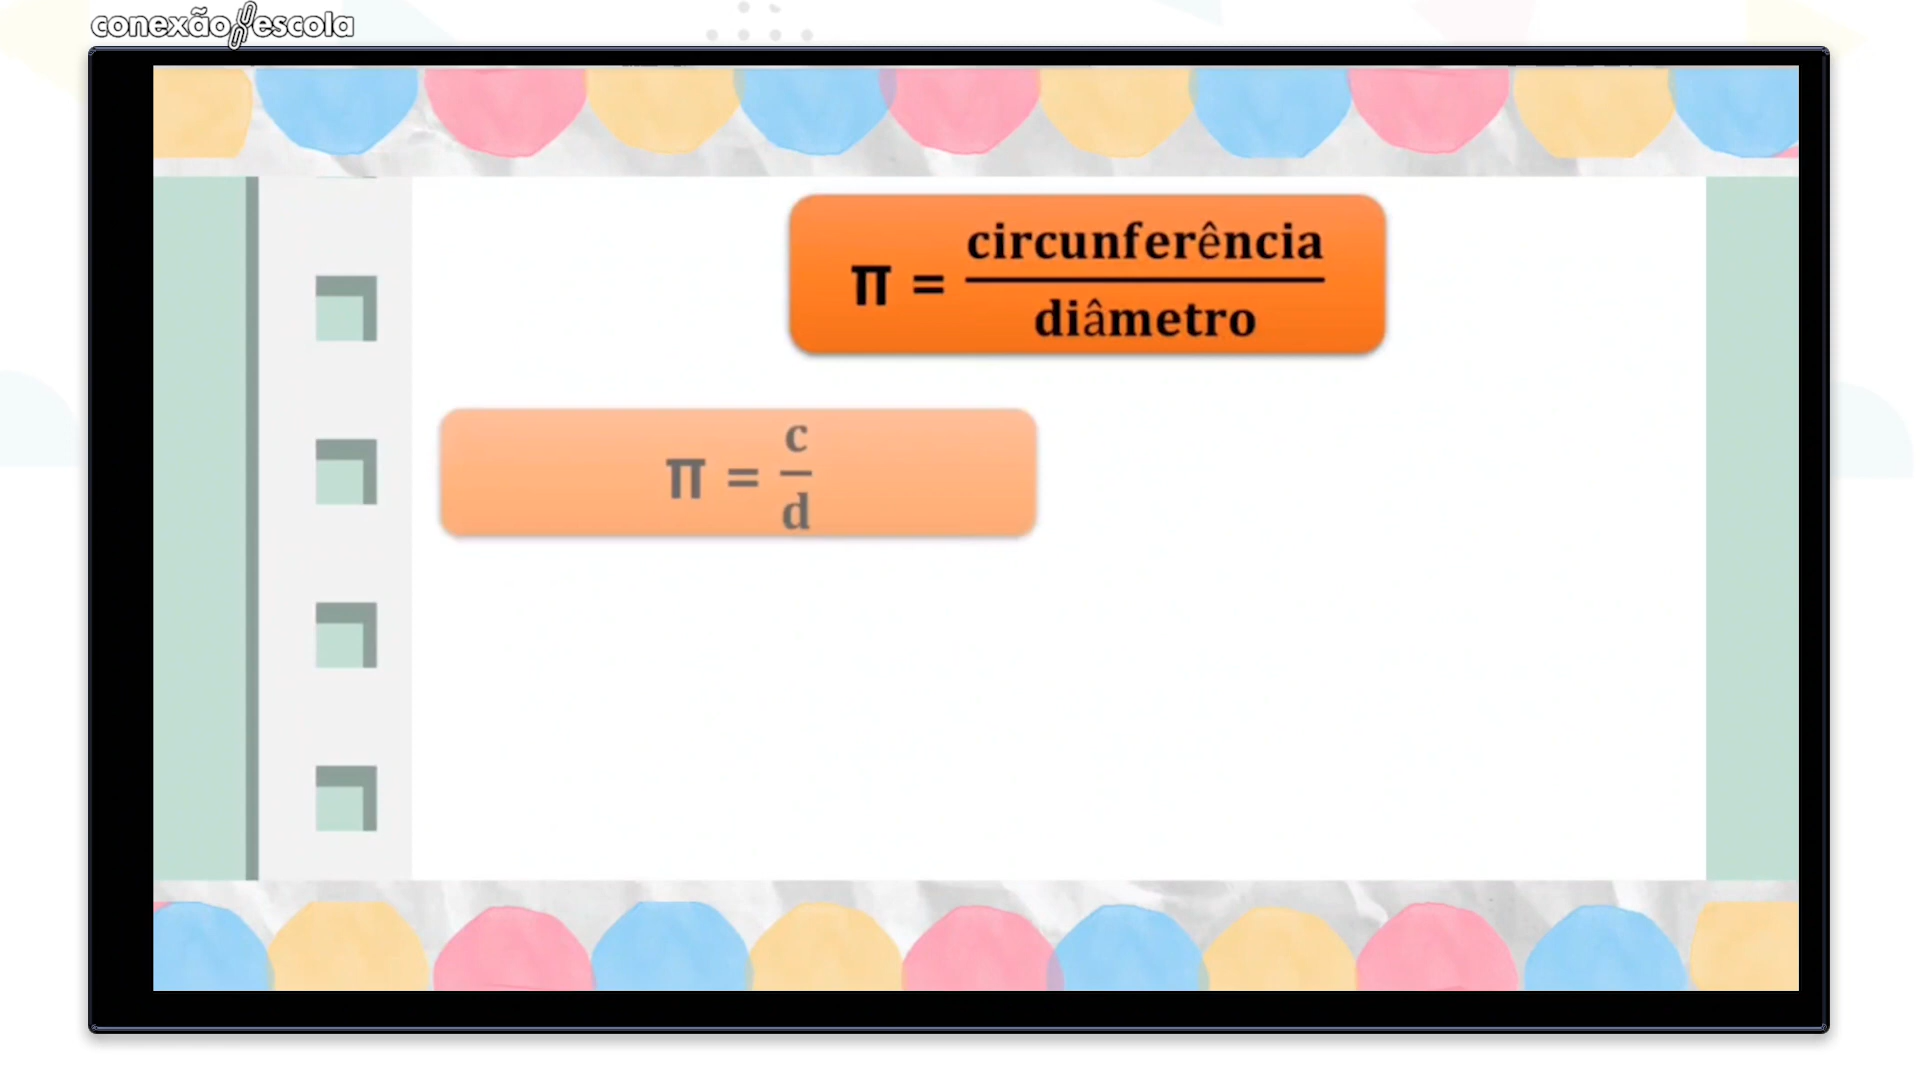 conexão escola
π = circunferência
diâmetro
π = c
d